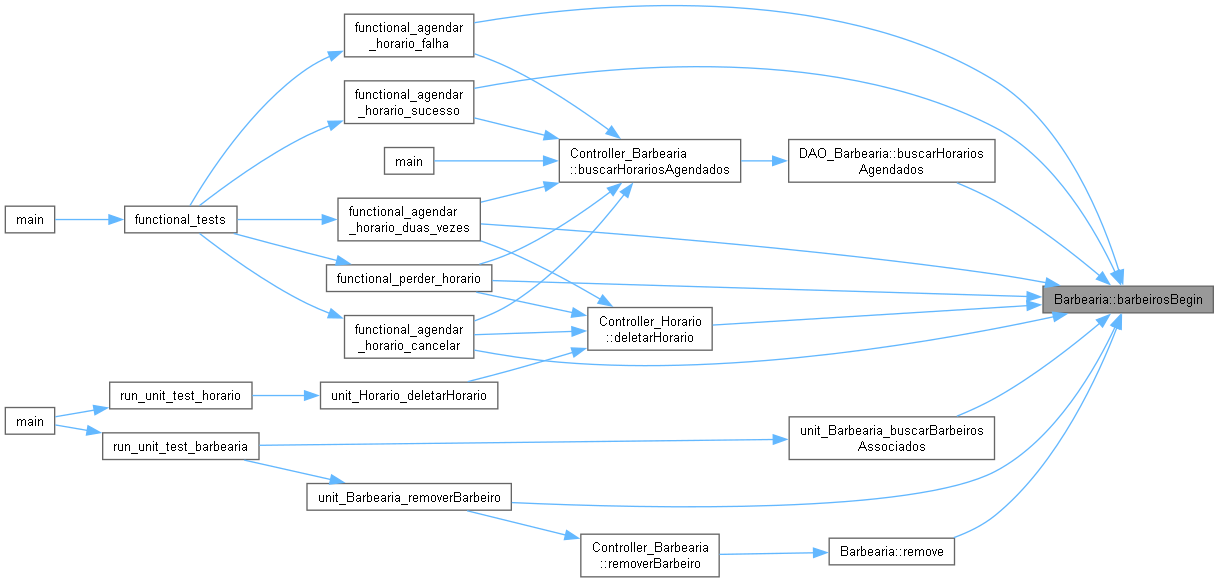 functional_agendar
_horario_falha
functional_agendar
_horario_sucesso
main
Controller_Barbearia
::buscarHorariosAgendados
DAO_Barbearia::buscarHorarios
Agendados
main
functional_tests
functional_agendar
_horario_duas_vezes
functional_perder_horario
Barbearia::barbeirosBegin
functional_agendar
_horario_cancelar
Controller_Horario
::deletarHorario
run_unit_test_horario
unit_Horario_deletarHorario
main
run_unit_test_barbearia
unit_Barbearia_buscarBarbeiros
Associados
unit_Barbearia_removerBarbeiro
Controller_Barbearia
::removerBarbeiro
Barbearia::remove